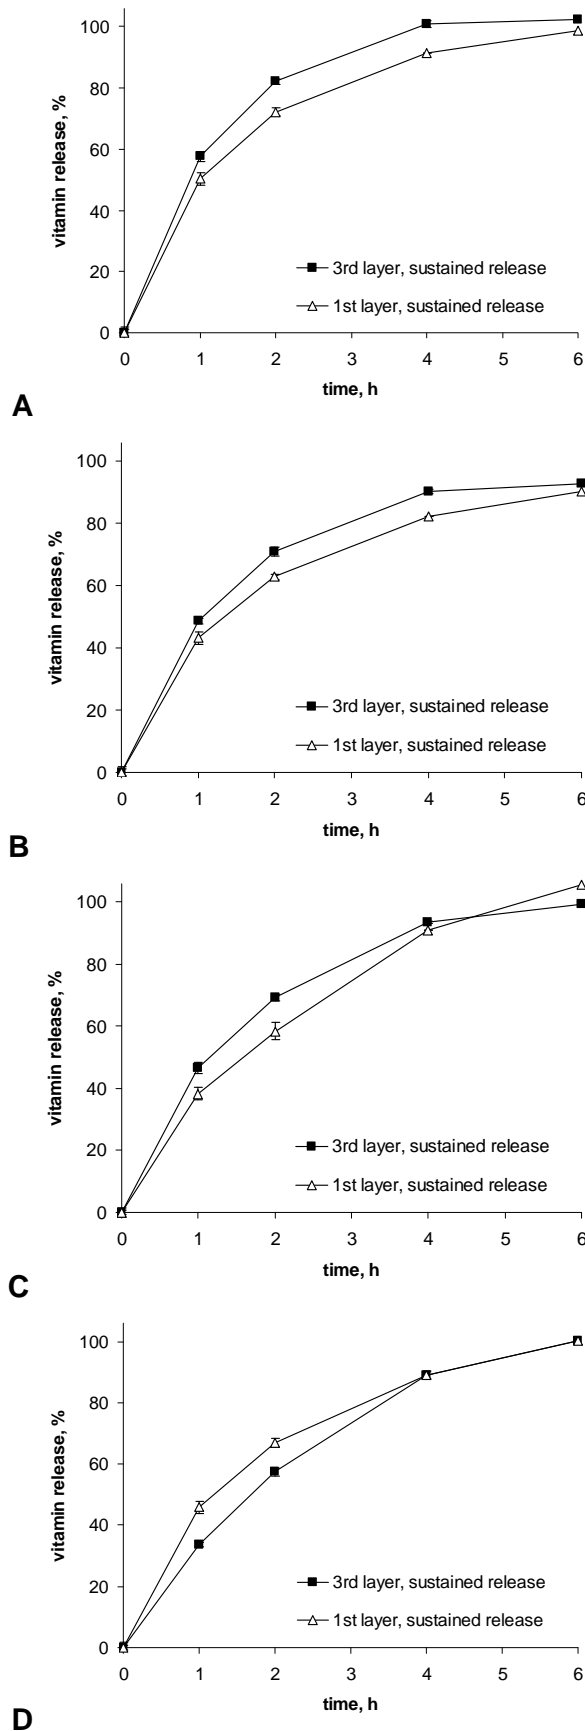 100
80
60
40
20
0
vitamin release, %
3rd layer, sustained release
1st layer, sustained release
0 1 2 3 4 5 6
time, h
A
100
80
60
40
20
0
vitamin release, %
3rd layer, sustained release
1st layer, sustained release
0 1 2 3 4 5 6
time, h
B
100
80
60
40
20
0
vitamin release, %
3rd layer, sustained release
1st layer, sustained release
0 1 2 3 4 5 6
time, h
C
100
80
60
40
20
0
vitamin release, %
3rd layer, sustained release
1st layer, sustained release
0 1 2 3 4 5 6
time, h
D